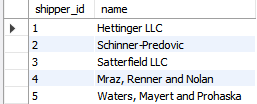 shipper_id name
1 Hettinger LLC
2 Schinner-Predovic
3 Satterfield LLC
4 Mraz, Renner and Nolan
5 Waters, Mayert and Prohaska